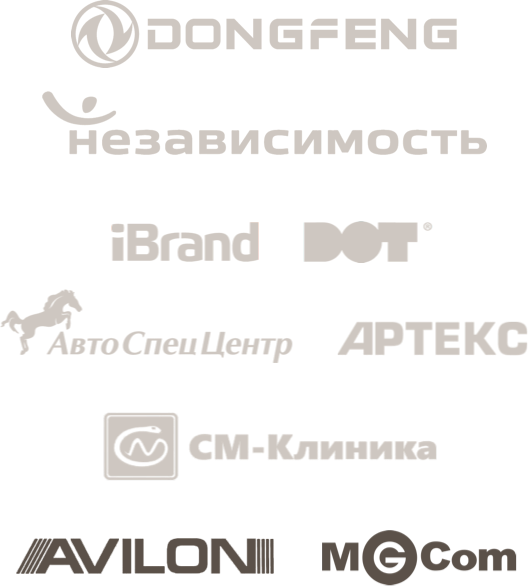 DONGFENG
независимость
iBrand DOT®
АвтоСпецЦентр АРТЕКС
СМ-Клиника
AVILON MGCom